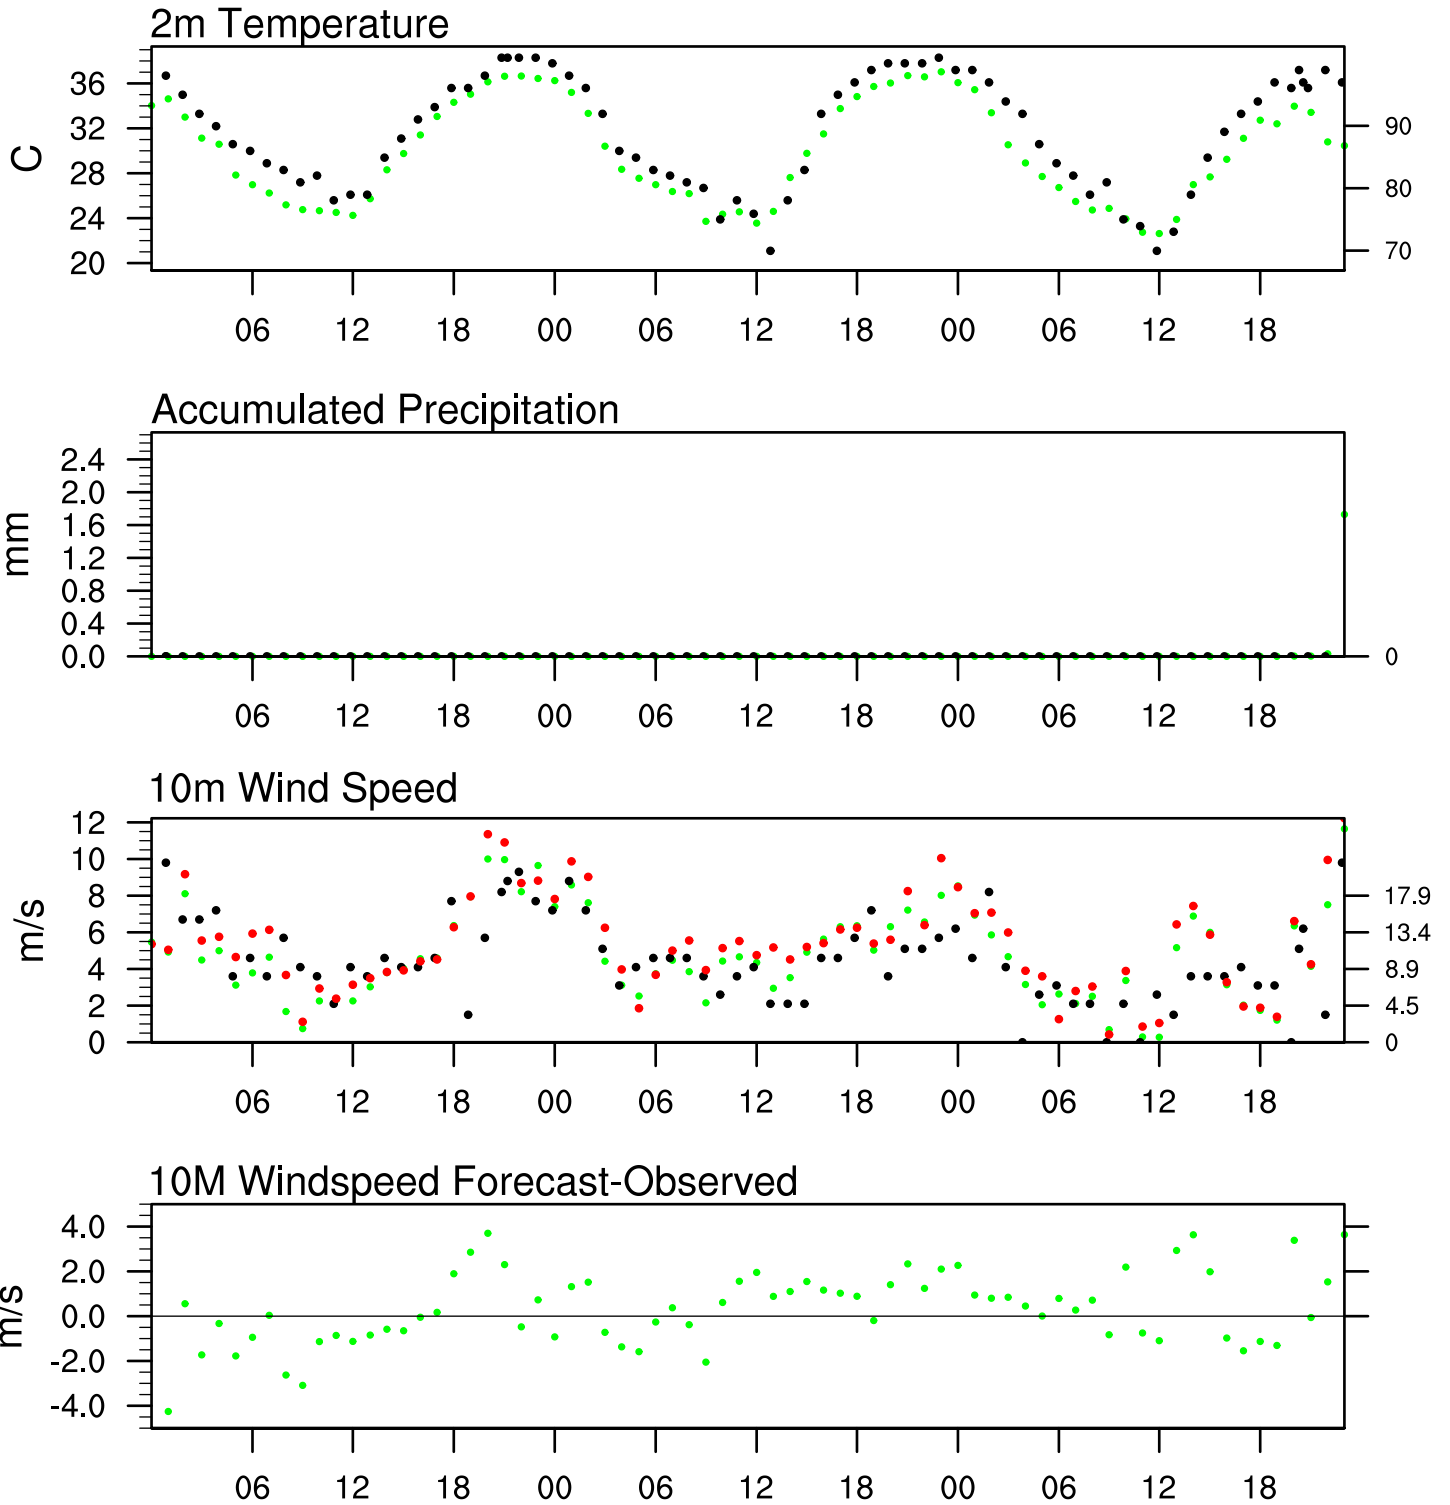 2m Temperature
36
32
28
24
20
C
90
80
70
06 12 18 00 06 12 18 00 06 12 18
Accumulated Precipitation
2.4
2.0
1.6
1.2
0.8
0.4
0.0
mm
0
06 12 18 00 06 12 18 00 06 12 18
10m Wind Speed
12
10
8
6
4
2
0
m/s
17.9
13.4
8.9
4.5
0
06 12 18 00 06 12 18 00 06 12 18
10M Windspeed Forecast-Observed
4.0
2.0
0.0
-2.0
-4.0
m/s
06 12 18 00 06 12 18 00 06 12 18